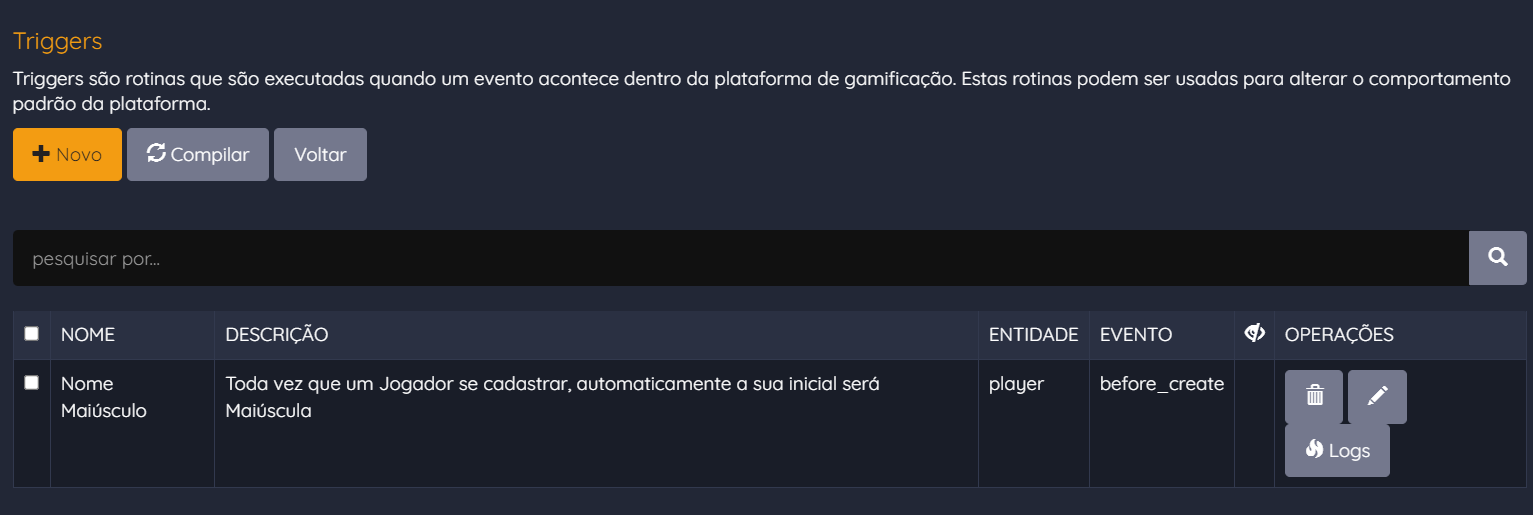 Triggers
Triggers são rotinas que são executadas quando um evento acontece dentro da plataforma de gamificação. Estas rotinas podem ser usadas para alterar o comportamento
padrão da plataforma.
Novo Compilar Voltar
pesquisar por...
NOME DESCRIÇÃO ENTIDADE EVENTO OPERAÇÕES
Nome Toda vez que um Jogador se cadastrar, automaticamente a sua inicial será player before_create
Maiúsculo Maiúscula
Logs